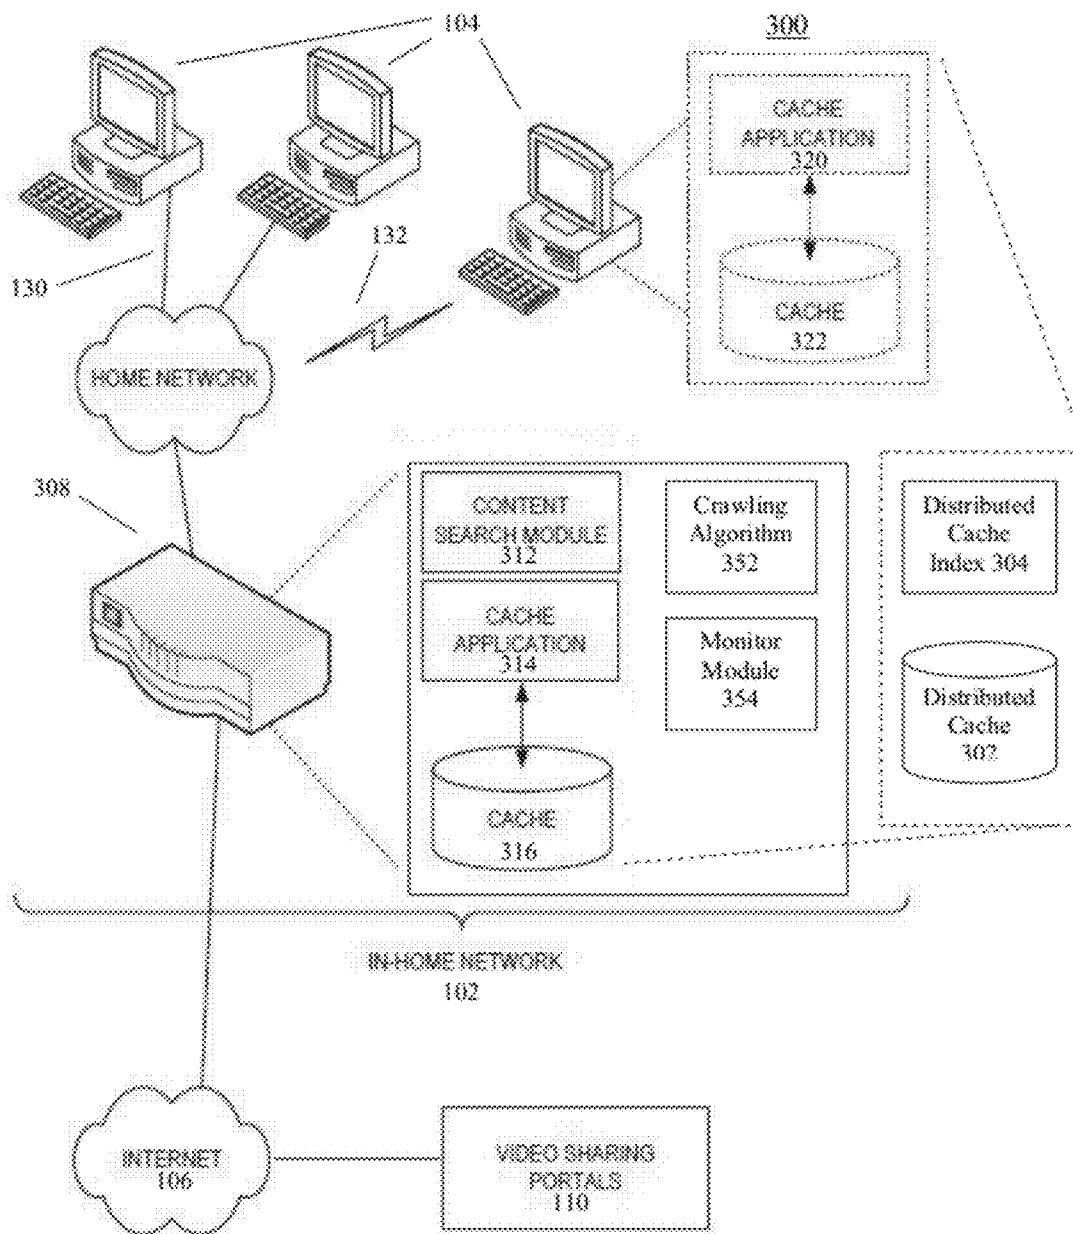 104
300
CACHE
APPLICATION
320
132
130
CACHE
322
HOME NETWORK
308
CONTENT
SEARCH MODULE
312
Crawling
Algorithm
352
Distributed
Cache
Index 304
CACHE
APPLICATION
314
Monitor
Module
354
Distributed
Cache
302
CACHE
316
IN-HOME NETWORK
102
INTERNET
106
VIDEO SHARING
PORTALS
110